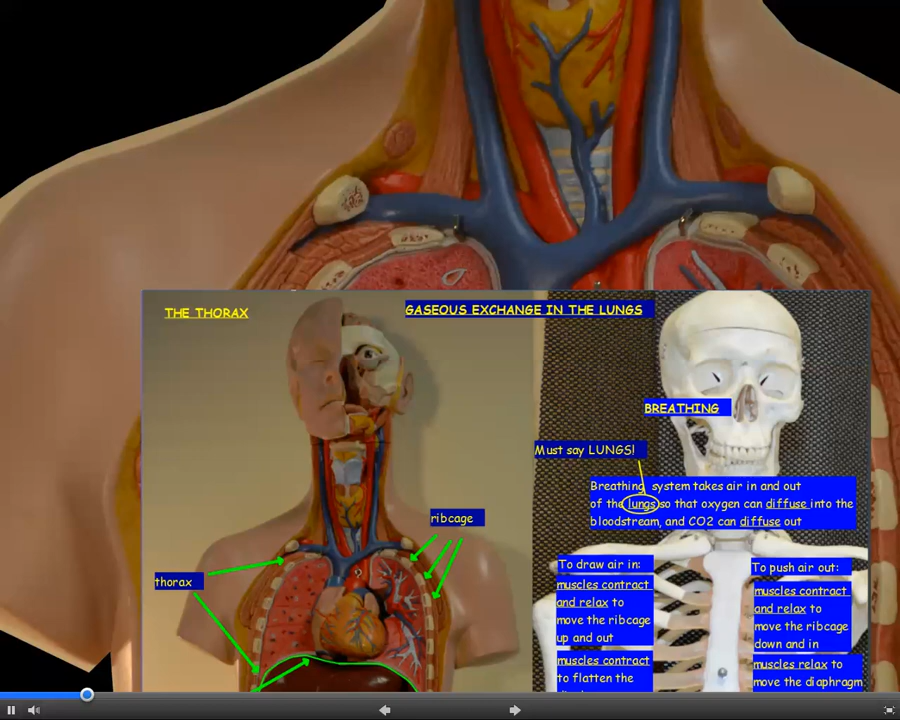 THE THORAX
GASEOUS EXCHANGE IN THE LUNGS
BREATHING
Must say LUNGS!
Breathing system takes air in and out
of the lungs so that oxygen can diffuse into the
bloodstream, and CO2 can diffuse out
ribcage
thorax
To draw air in:
muscles contract
and relax to
move the ribcage
up and out
muscles contract
to flatten the
To push air out:
muscles contract
and relax to
move the ribcage
down and in
muscles relax to
move the diaphragm